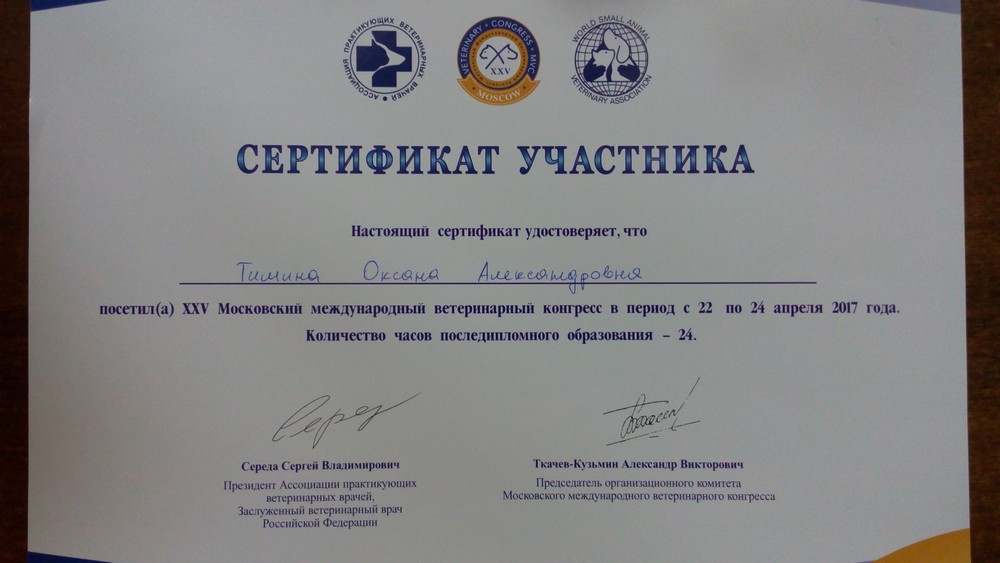 АССОЦИАЦИЯ ПРАКТИКУЮЩИХ ВЕТЕРИНАРНЫХ ВРАЧЕЙ
VETERINARY • CONGRESS • MVC
XXV
MOSCOW
WORLD SMALL ANIMAL
VETERINARY ASSOCIATION
СЕРТИФИКАТ УЧАСТНИКА
Настоящий сертификат удостоверяет, что
Тимина Оксана Александровна
посетил(а) XXV Московский международный ветеринарный конгресс в период с 22 по 24 апреля 2017 года.
Количество часов последипломного образования – 24.
Середа Сергей Владимирович
Президент Ассоциации практикующих
ветеринарных врачей,
Заслуженный ветеринарный врач
Российской Федерации
Ткачев-Кузьмин Александр Викторович
Председатель организационного комитета
Московского международного ветеринарного конгресса